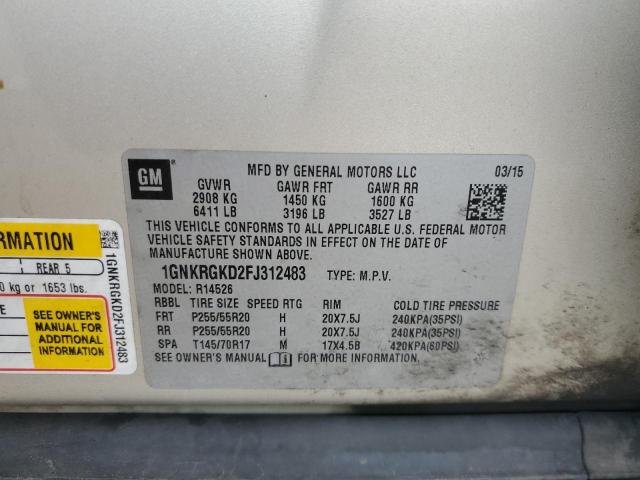 GM
MFD BY GENERAL MOTORS LLC 03/15
GVWR GAWR FRT GAWR RR
2908 KG 1450 KG 1600 KG
6411 LB 3196 LB 3527 LB
THIS VEHICLE CONFORMS TO ALL APPLICABLE U.S. FEDERAL MOTOR
VEHICLE SAFETY STANDARDS IN EFFECT ON THE DATE OF
MANUFACTURE SHOWN ABOVE.
1GNKRGKD2FJ312483 TYPE: M.P.V.
MODEL: R14526
RBBL TIRE SIZE SPEED RTG RIM COLD TIRE PRESSURE
FRT P255/55R20 H 20X7.5J 240KPA(35PSI)
RR P255/55R20 H 20X7.5J 240KPA(35PSI)
SPA T145/70R17 M 17X4.5B 420KPA(60PSI)
SEE OWNER'S MANUAL FOR MORE INFORMATION.
RMATION
REAR 5
0 kg or 1653 lbs.
SEE OWNER'S
MANUAL FOR
ADDITIONAL
INFORMATION
1GNKRGKD2FJ312483